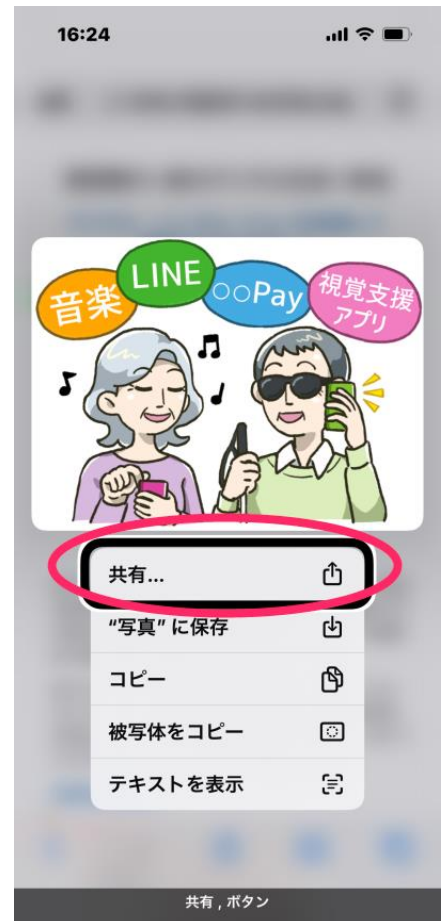 16:24
音楽
LINE
○○Pay
視覚支援
アプリ
共有...
“写真” に保存
コピー
被写体をコピー
テキストを表示
共有 , ボタン